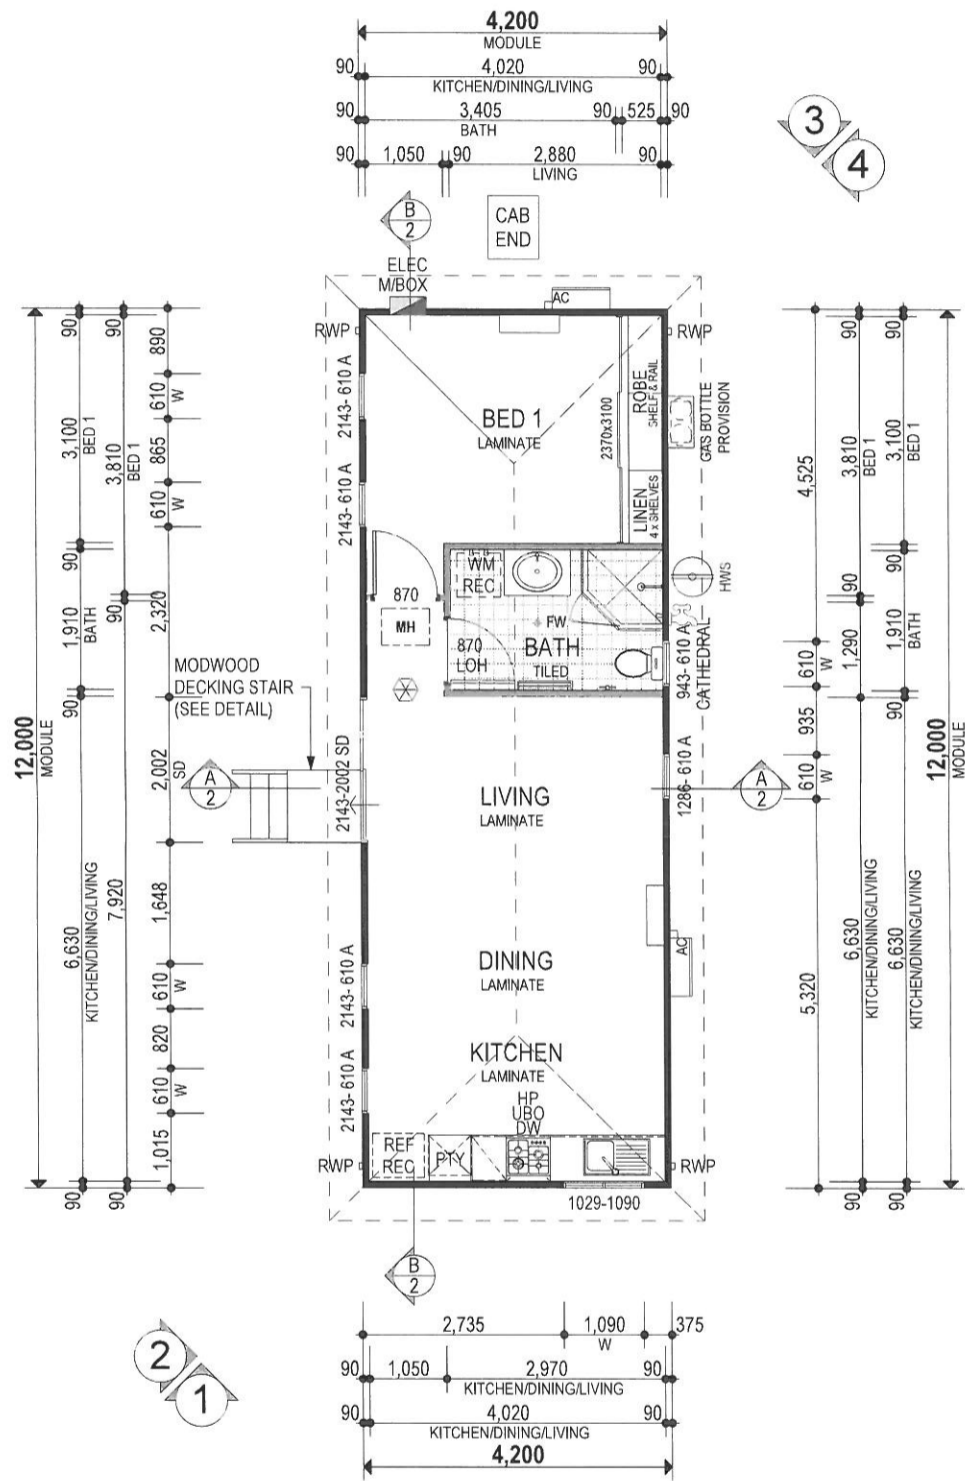 4,200
MODULE
90 4,020 90
KITCHEN/DINING/LIVING
90 3,405 90 525 90
BATH
90 1,050 90 2,880 90
LIVING
3
4
B
2
CAB
END
ELEC
M/BOX
AC
RWP
RWP
12,000
MODULE
90
3,100
BED 1
90
1,910
BATH
90
6,630
KITCHEN/DINING/LIVING
90
90
3,810
BED 1
90
7,920
90
890
610
W
865
610
W
2,320
2,002
SD
1,648
610
W
820
610
W
1,015
2143- 610 A
2143- 610 A
BED 1
LAMINATE
2370x3100
ROBE
SHELF & RAIL
LINEN
4 x SHELVES
GAS BOTTLE
PROVISION
HWS
870
MH
WM
REC
FW
870
LOH
BATH
TILED
943- 610 A
CATHEDRAL
MODWOOD
DECKING STAIR
(SEE DETAIL)
A
2
2143-2002 SD
LIVING
LAMINATE
1286- 610 A
A
2
DINING
LAMINATE
AC
2143- 610 A
2143- 610 A
KITCHEN
LAMINATE
HP
UBO
DW
REF
REC
PTY
RWP
RWP
1029-1090
4,525
610
W
935
610
W
5,320
90
3,810
BED 1
90
1,290
6,630
KITCHEN/DINING/LIVING
90
90
3,100
BED 1
90
1,910
BATH
90
6,630
KITCHEN/DINING/LIVING
90
12,000
MODULE
B
2
2
1
2,735 1,090 375
W
90 1,050 2,970 90
KITCHEN/DINING/LIVING
90 4,020 90
KITCHEN/DINING/LIVING
4,200